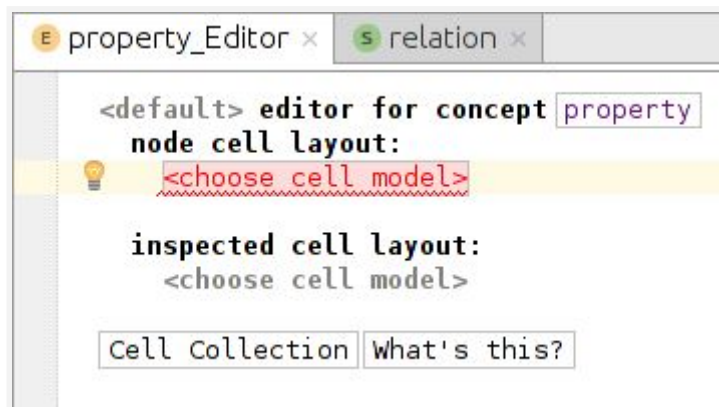 E property_Editor × S relation ×
<default> editor for concept property
node cell layout:
<choose cell model>
inspected cell layout:
<choose cell model>
Cell Collection What's this?